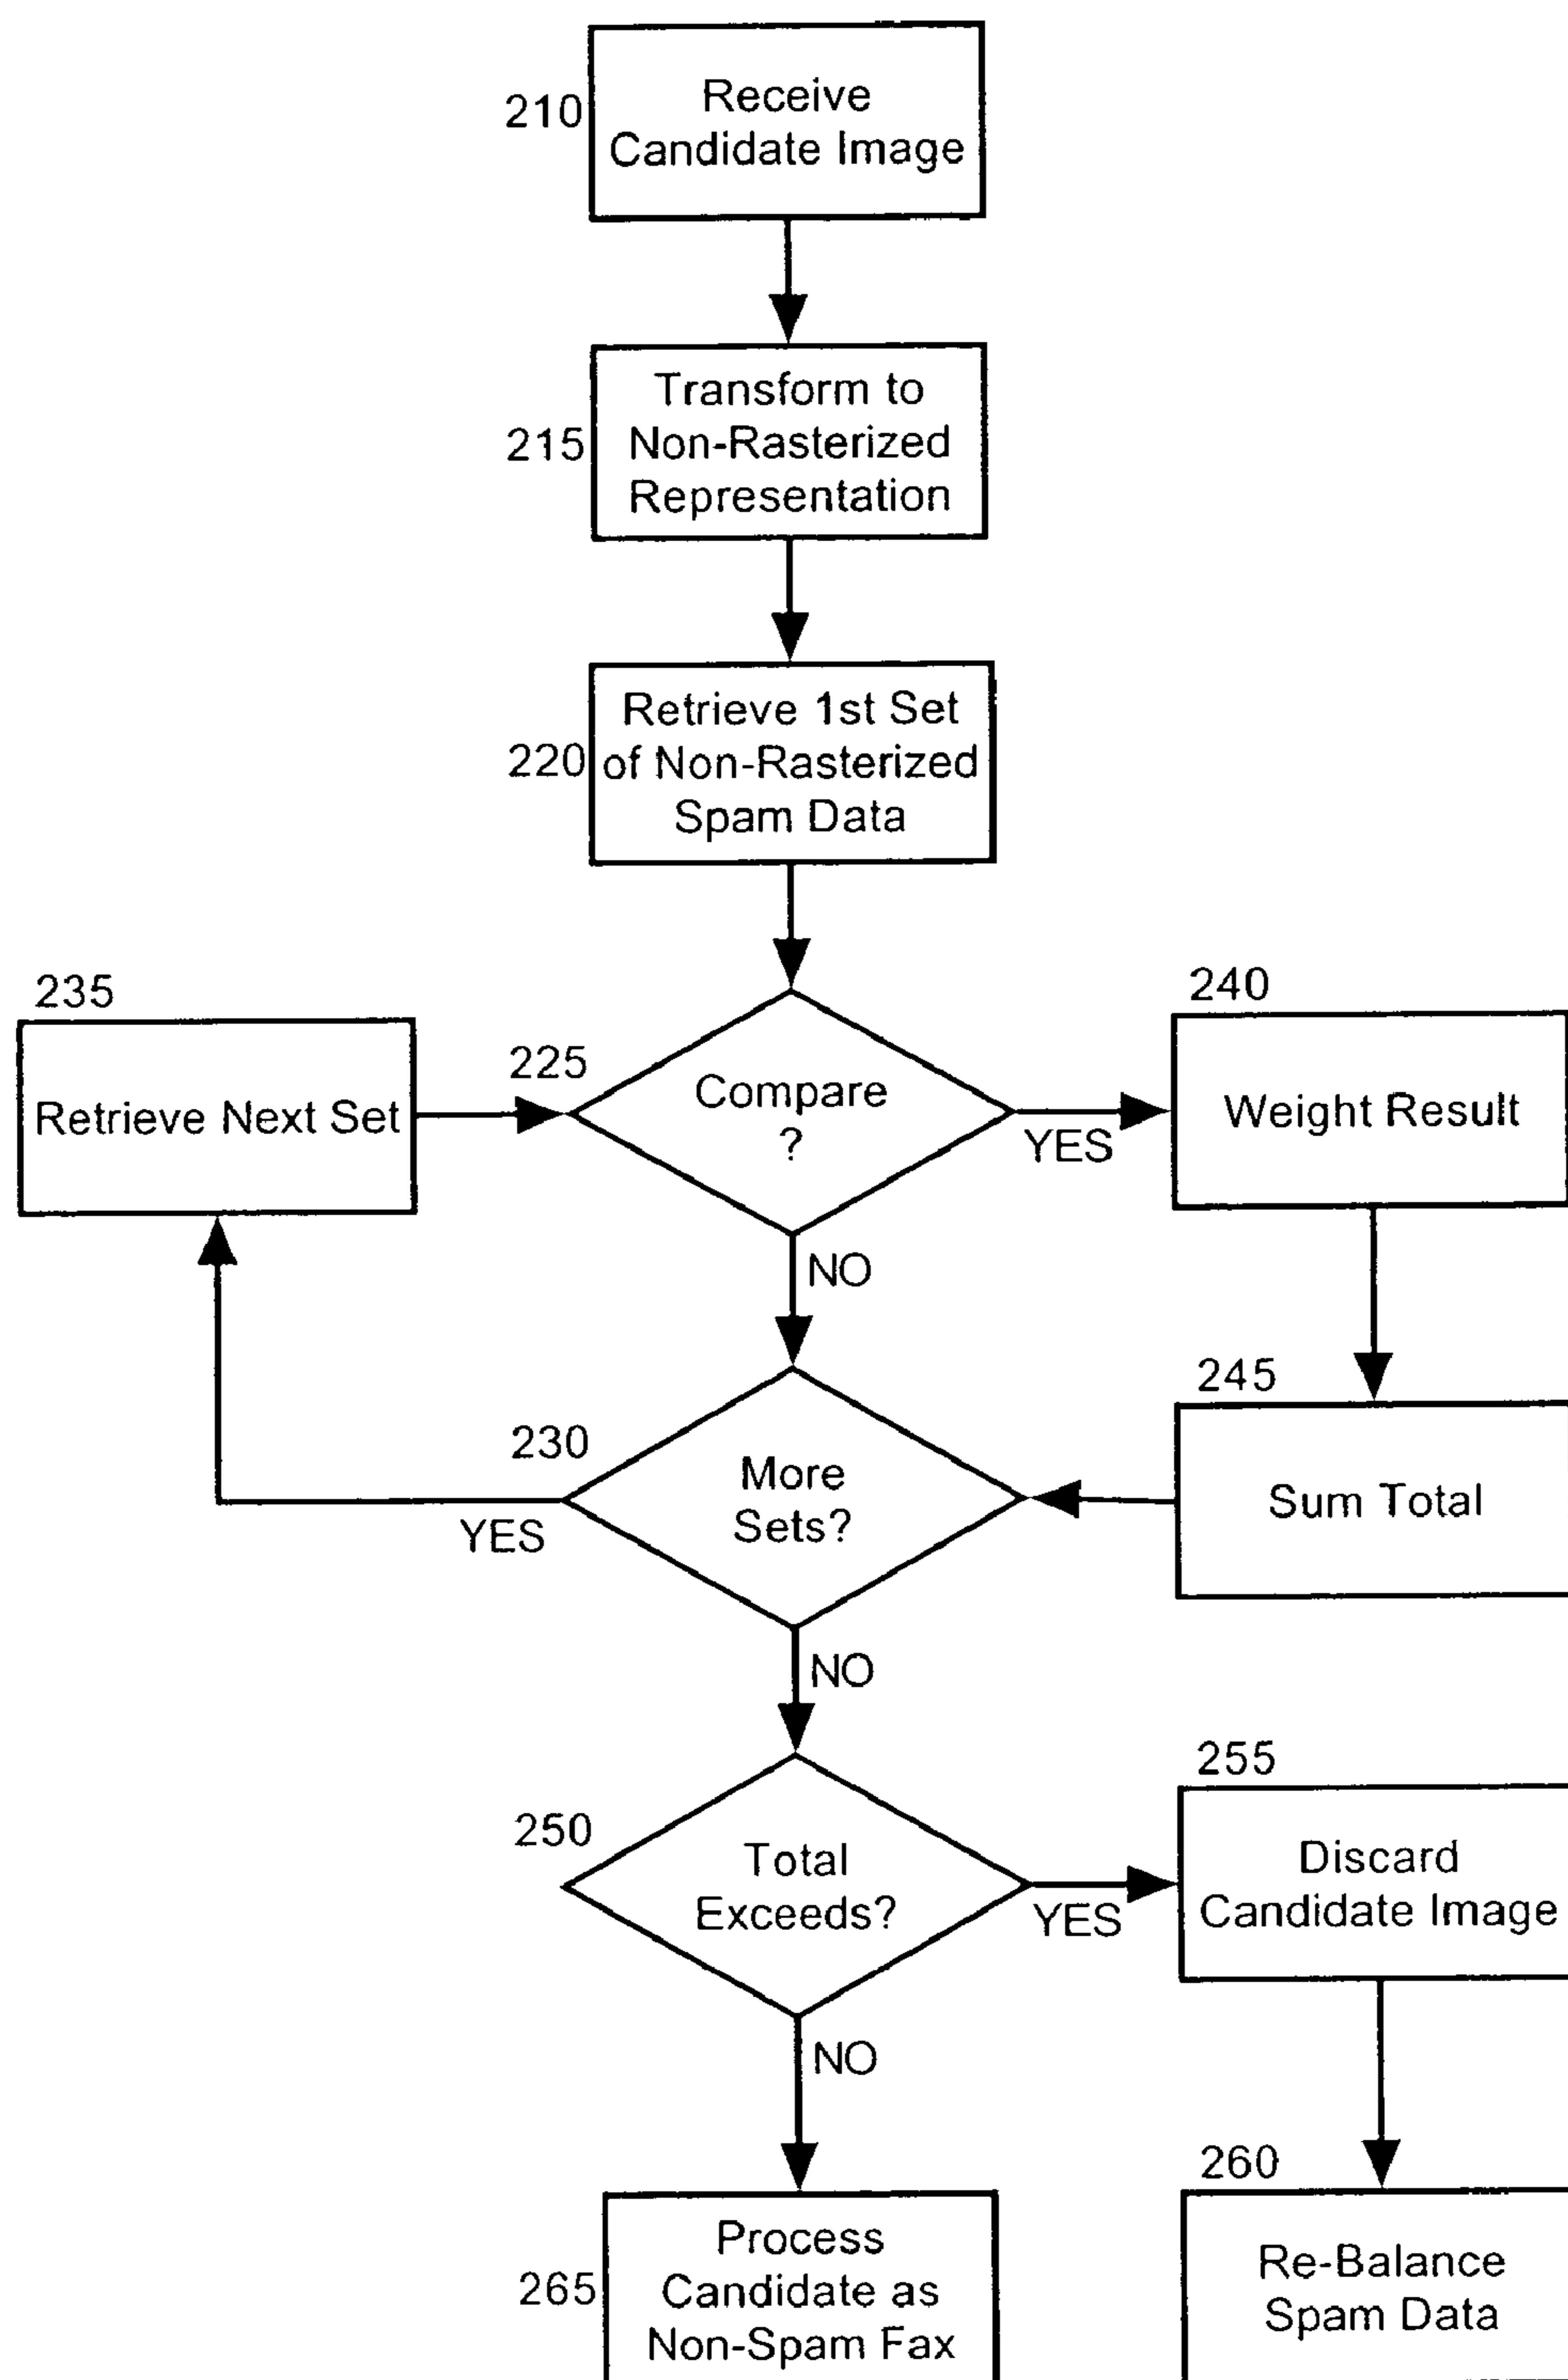 210
Receive
Candidate Image
215
Transform to
Non-Rasterized
Representation
220
Retrieve 1st Set
of Non-Rasterized
Spam Data
235
Retrieve Next Set
225
Compare
?
YES
NO
240
Weight Result
230
More
Sets?
YES
NO
245
Sum Total
250
Total
Exceeds?
YES
NO
255
Discard
Candidate Image
265
Process
Candidate as
Non-Spam Fax
260
Re-Balance
Spam Data